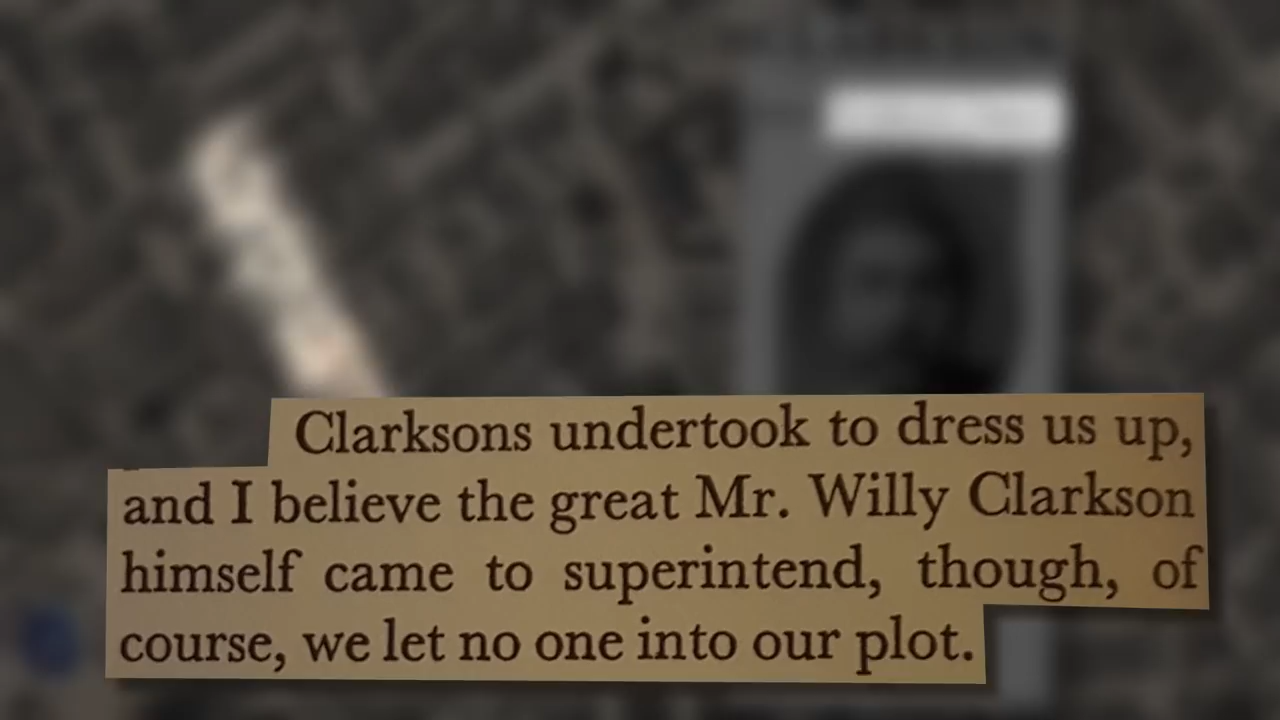 Clarksons undertook to dress us up,
and I believe the great Mr. Willy Clarkson
himself came to superintend, though, of
course, we let no one into our plot.